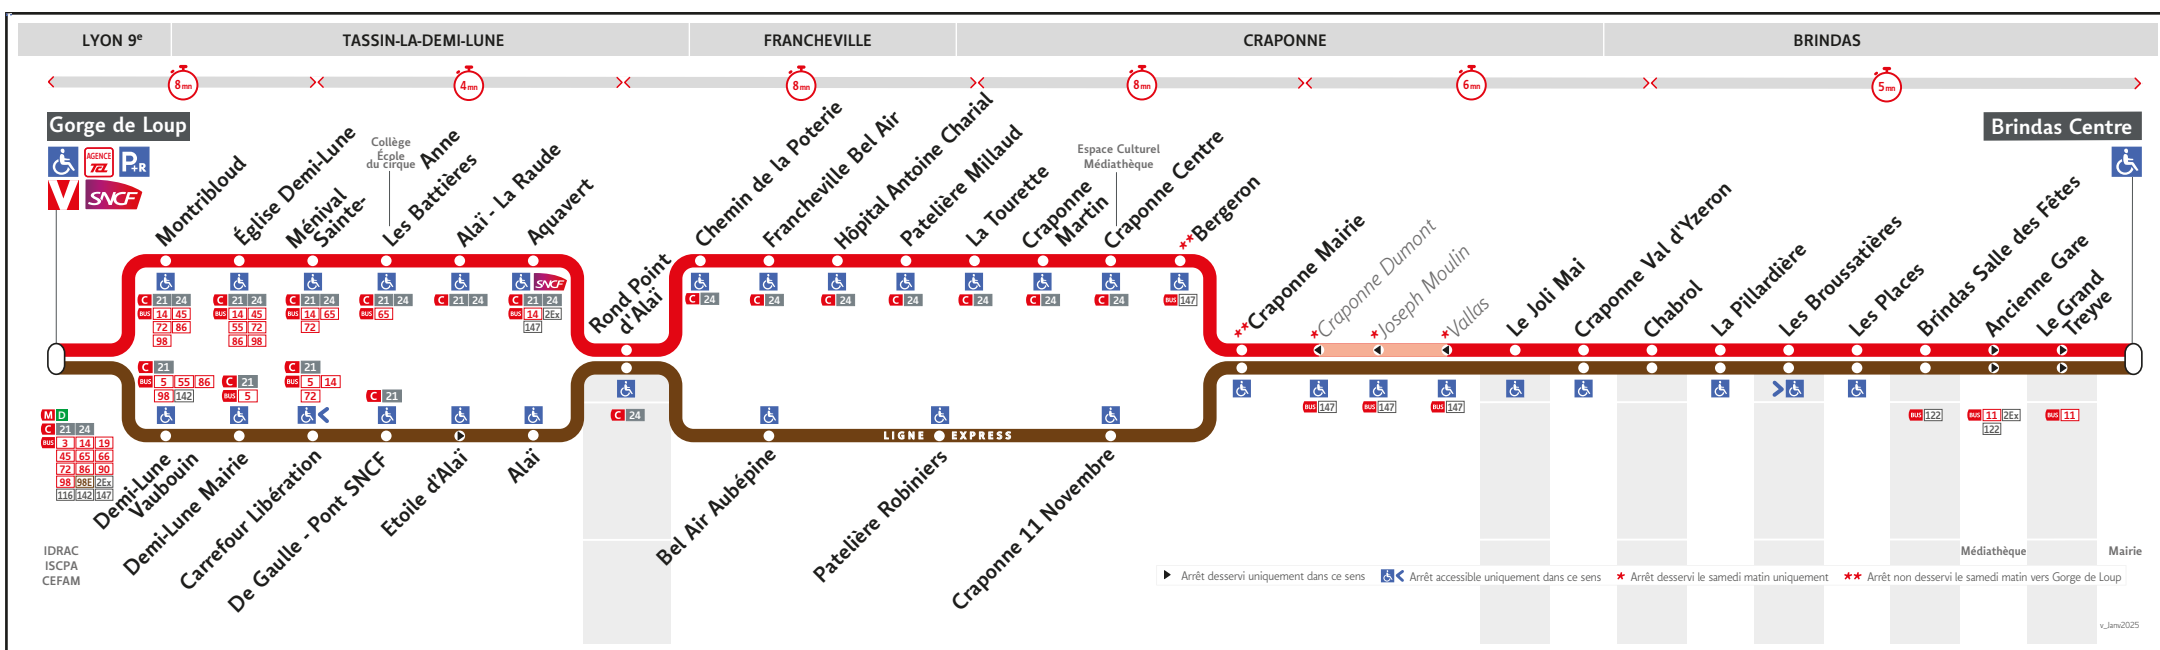 LYON 9e
TASSIN-LA-DEMI-LUNE
FRANCHEVILLE
CRAPONNE
BRINDAS
8mn
4mn
8mn
8mn
6mn
5mn
Gorge de Loup
AGENCE
TCL
P+R
SNCF
Brindas Centre
Montribloud
Église Demi-Lune
Ménival
Sainte-
Anne
Collège
École
du cirque
Les Battières
Alaï - La Raude
Aquavert
Rond Point
d'Alaï
Chemin de la Poterie
Francheville Bel Air
Hôpital Antoine Charial
Patelière Millaud
La Tourette
Craponne
Martin
Espace Culturel
Médiathèque
Craponne Centre
**Bergeron
**Craponne Mairie
*Craponne Dumont
*Joseph Moulin
*Vallas
Le Joli Mai
Craponne Val d'Yzeron
Chabrol
La Pillardière
Les Broussatières
Les Places
Brindas Salle des Fêtes
Ancienne Gare
Le Grand
Treyve
C 21 24
BUS 14 45
72 86
98
C 21 24
BUS 14 45
55 72
86 98
C 21 24
BUS 14 65
72
C 21 24
BUS 65
C 21 24
SNCF
C 21 24
BUS 14 2Ex
147
C 24
C 24
C 24
C 24
C 24
C 24
C 24
BUS 147
C 21
BUS 5 55 86
98 142
C 21
BUS 5
C 21
BUS 5 14
72
C 21
C 24
BUS 147
BUS 147
BUS 147
BUS 122
BUS 11 2Ex
122
BUS 11
M D
C 21 24
BUS 3 14 19
45 65 66
72 86 90
98 98E 2Ex
116 142 147
LIGNE EXPRESS
Demi-Lune
Vaubouin
Demi-Lune Mairie
Carrefour Libération
De Gaulle - Pont SNCF
Etoile d'Alaï
Alaï
Bel Air Aubépine
Patelière Robiniers
Craponne 11 Novembre
IDRAC
ISCPA
CEFAM
Médiathèque
Mairie
Arrêt desservi uniquement dans ce sens
Arrêt accessible uniquement dans ce sens
* Arrêt desservi le samedi matin uniquement
** Arrêt non desservi le samedi matin vers Gorge de Loup
v_Janv2025